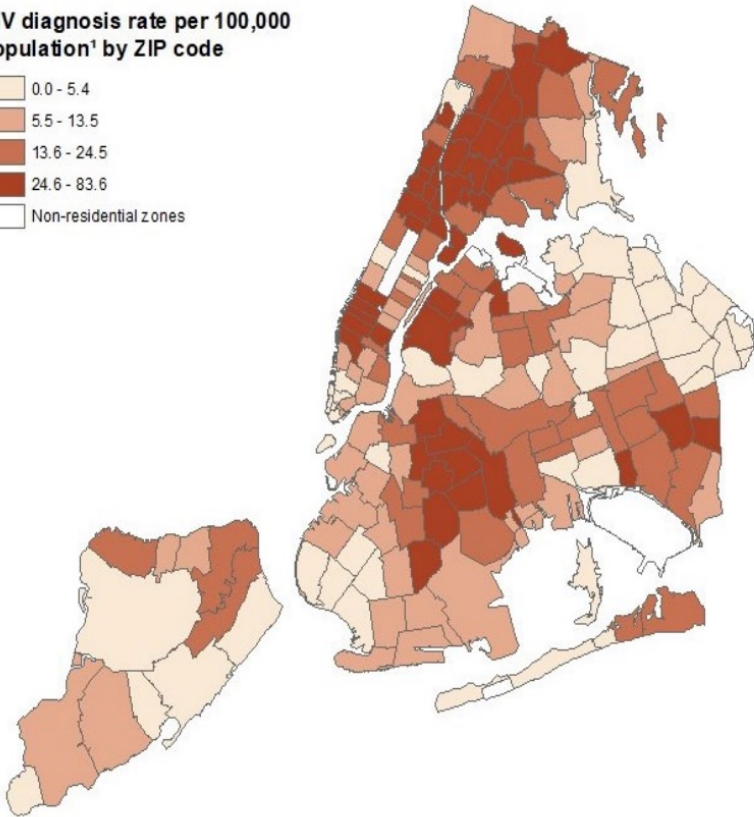 V diagnosis rate per 100,000
opulation¹ by ZIP code
0.0 - 5.4
5.5 - 13.5
13.6 - 24.5
24.6 - 83.6
Non-residential zones